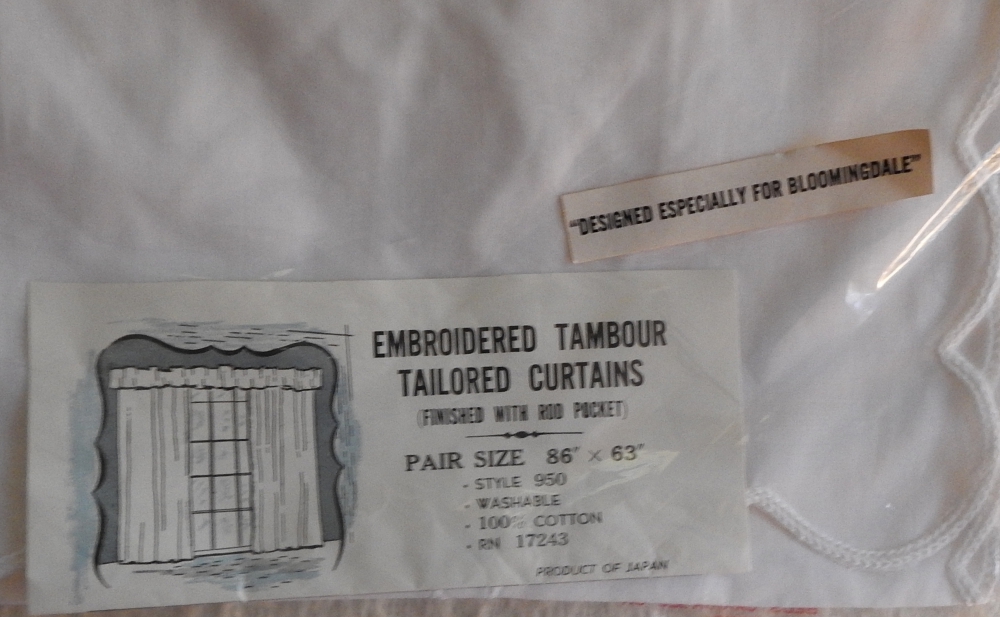 "DESIGNED ESPECIALLY FOR BLOOMINGDALE"
EMBROIDERED TAMBOUR
TAILORED CURTAINS
(FINISHED WITH ROD POCKET)
PAIR SIZE 86" × 63"
- STYLE 950
- WASHABLE
- 100% COTTON
- RN 17243
PRODUCT OF JAPAN